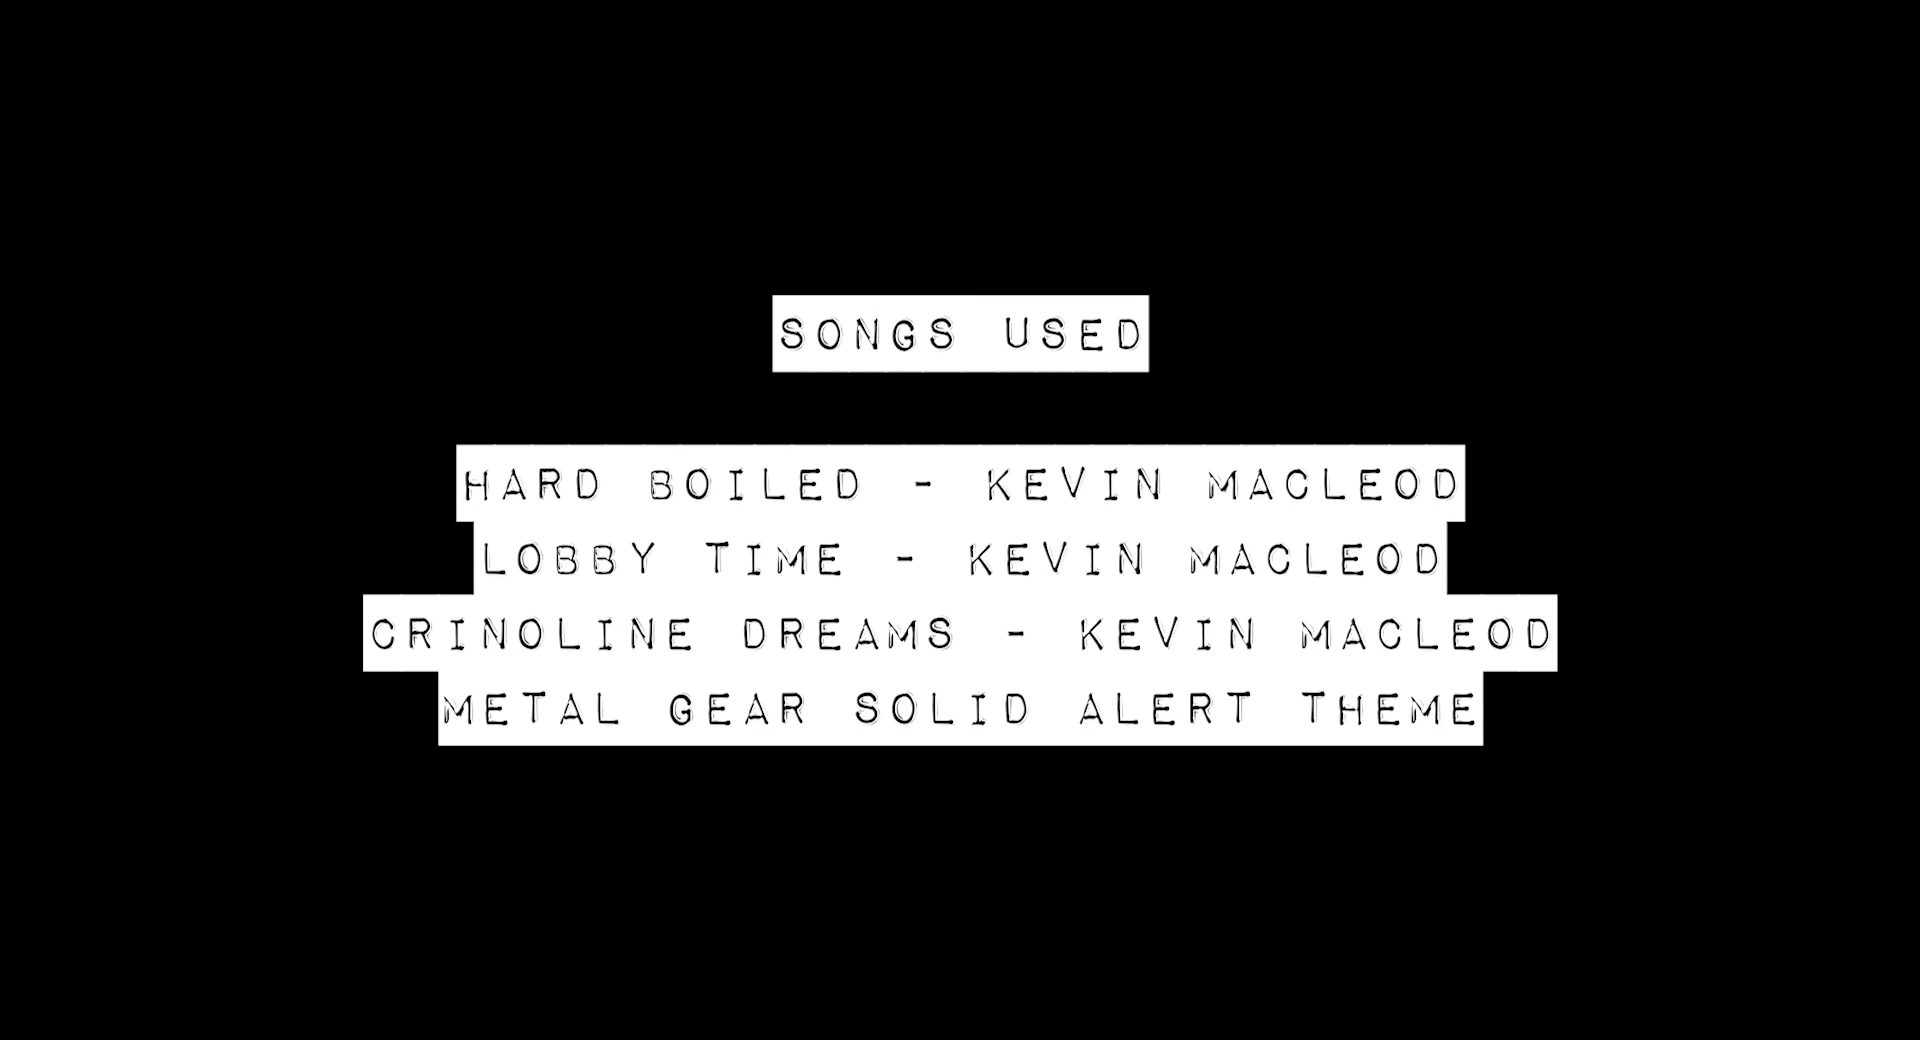 SONGS USED
HARD BOILED - KEVIN MACLEOD
LOBBY TIME - KEVIN MACLEOD
CRINOLINE DREAMS - KEVIN MACLEOD
METAL GEAR SOLID ALERT THEME